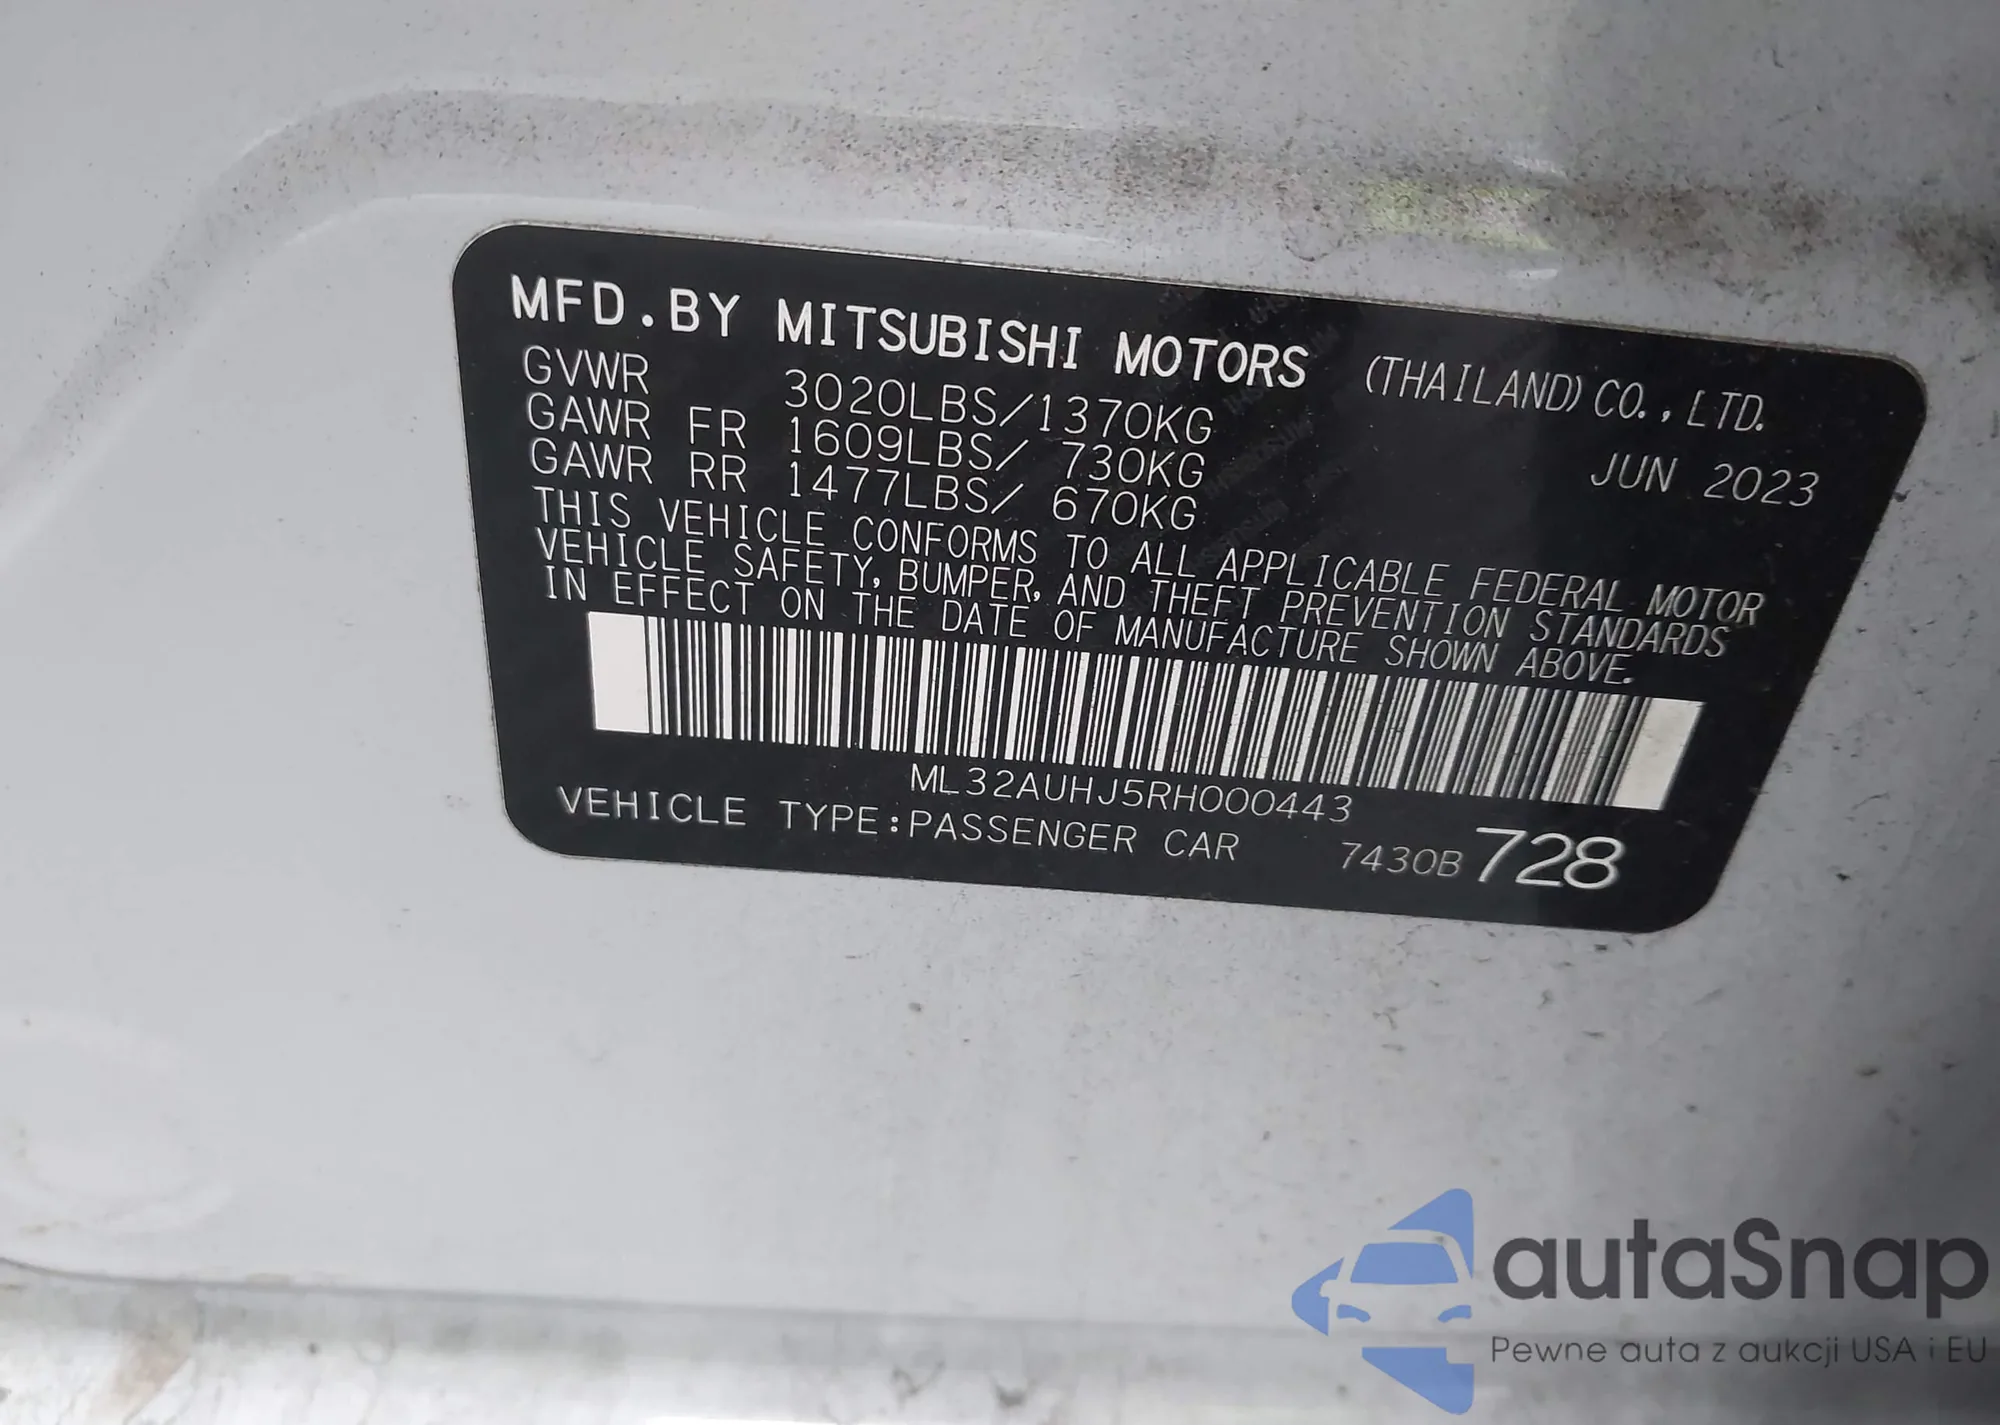 MFD.BY MITSUBISHI MOTORS (THAILAND) CO., LTD.
GVWR 3020LBS/1370KG
GAWR FR 1609LBS/ 730KG JUN 2023
GAWR RR 1477LBS/ 670KG
THIS VEHICLE CONFORMS TO ALL APPLICABLE FEDERAL MOTOR
VEHICLE SAFETY, BUMPER, AND THEFT PREVENTION STANDARDS
IN EFFECT ON THE DATE OF MANUFACTURE SHOWN ABOVE.
ML32AUHJ5RH000443
VEHICLE TYPE:PASSENGER CAR 7430B 728
autaSnap
Pewne auta z aukcji USA i EU